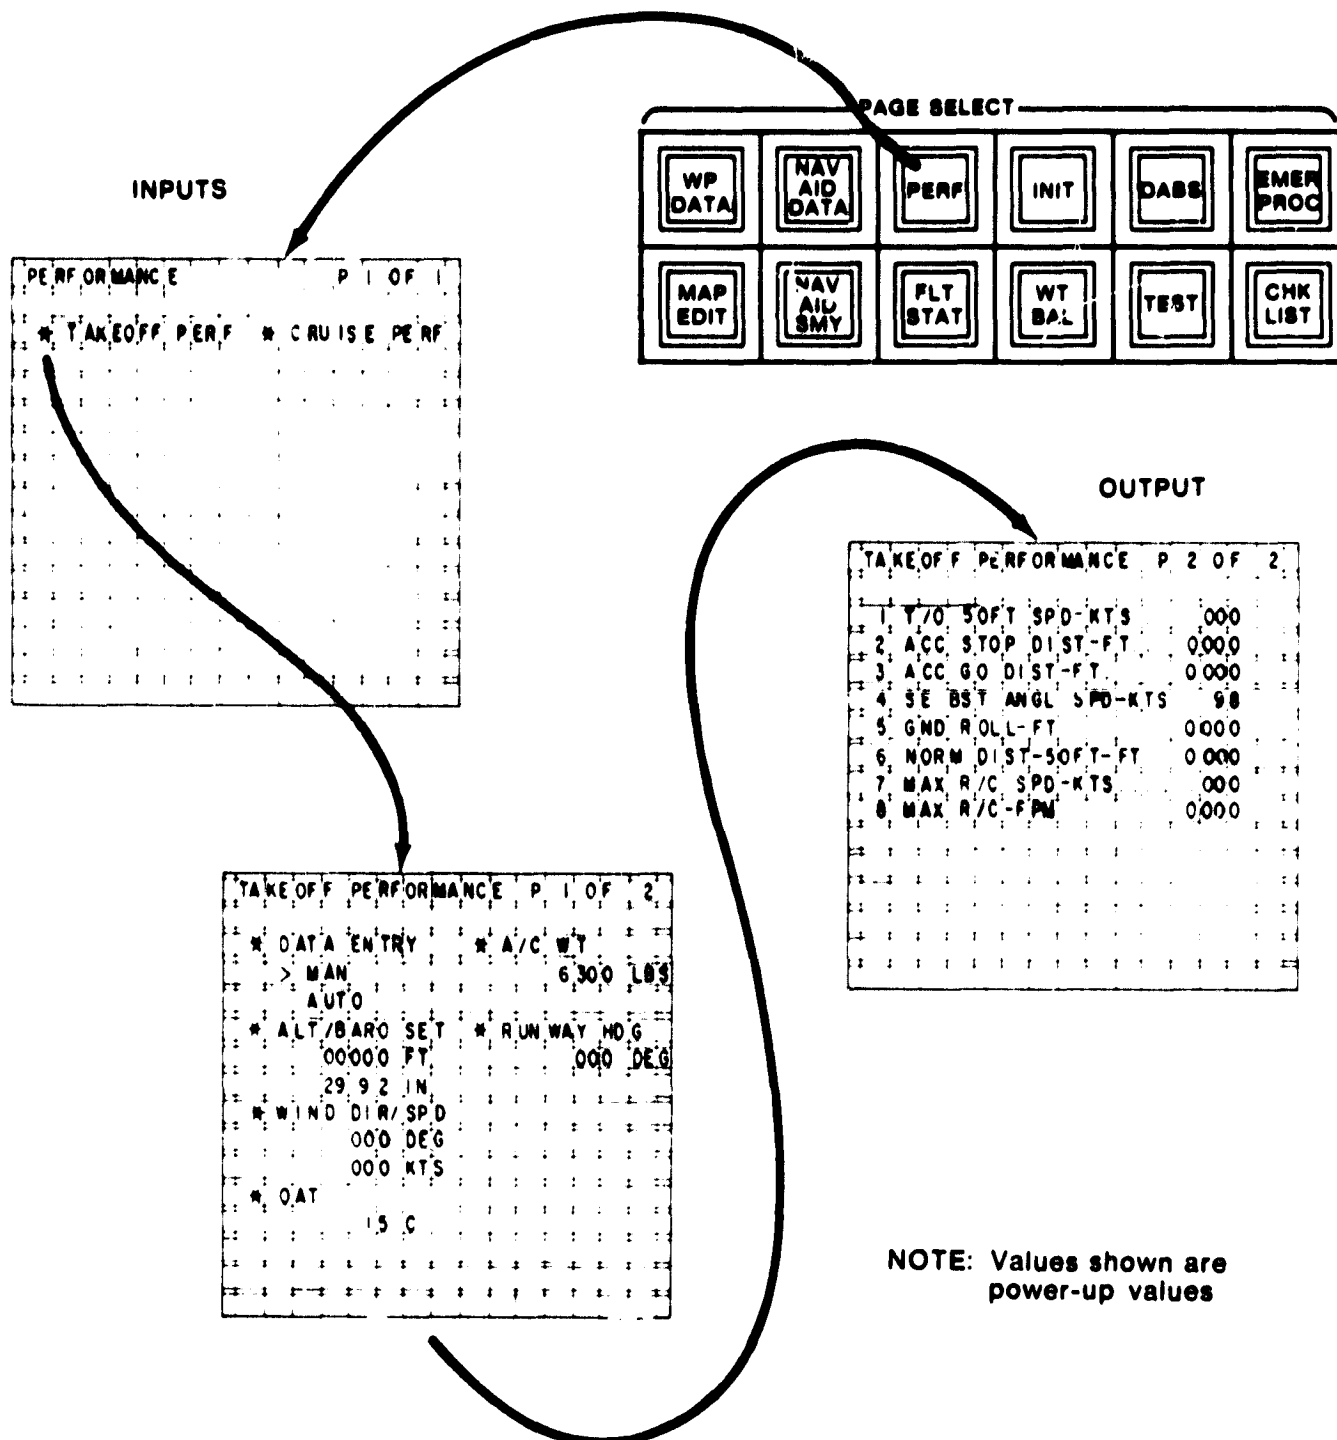 PAGE SELECT
WP DATA
NAV AID DATA
PERF
INIT
DABS
EMER PROC
MAP EDIT
NAV AID SMY
FLT STAT
WT BAL
TEST
CHK LIST
INPUTS
PERFORMANCE P 1 OF 1
* TAKEOFF PERF * CRUISE PERF
TAKEOFF PERFORMANCE P 1 OF 2
* DATA ENTRY * A/C WT
> MAN 6300 LBS
AUTO
* ALT/BARO SET * RUNWAY HDG
00000 FT 000 DEG
29 92 IN
* WIND DIR/SPD
000 DEG
000 KTS
* OAT
15 C
OUTPUT
TAKEOFF PERFORMANCE P 2 OF 2
1 T/O 50FT SPD-KTS 000
2 ACC STOP DIST-FT 0000
3 ACC GO DIST-FT 0000
4 SE BST ANGL SPD-KTS 98
5 GND ROLL-FT 0000
6 NORM DIST-50FT-FT 0000
7 MAX R/C SPD-KTS 000
8 MAX R/C-FPM 0000
NOTE: Values shown are
power-up values